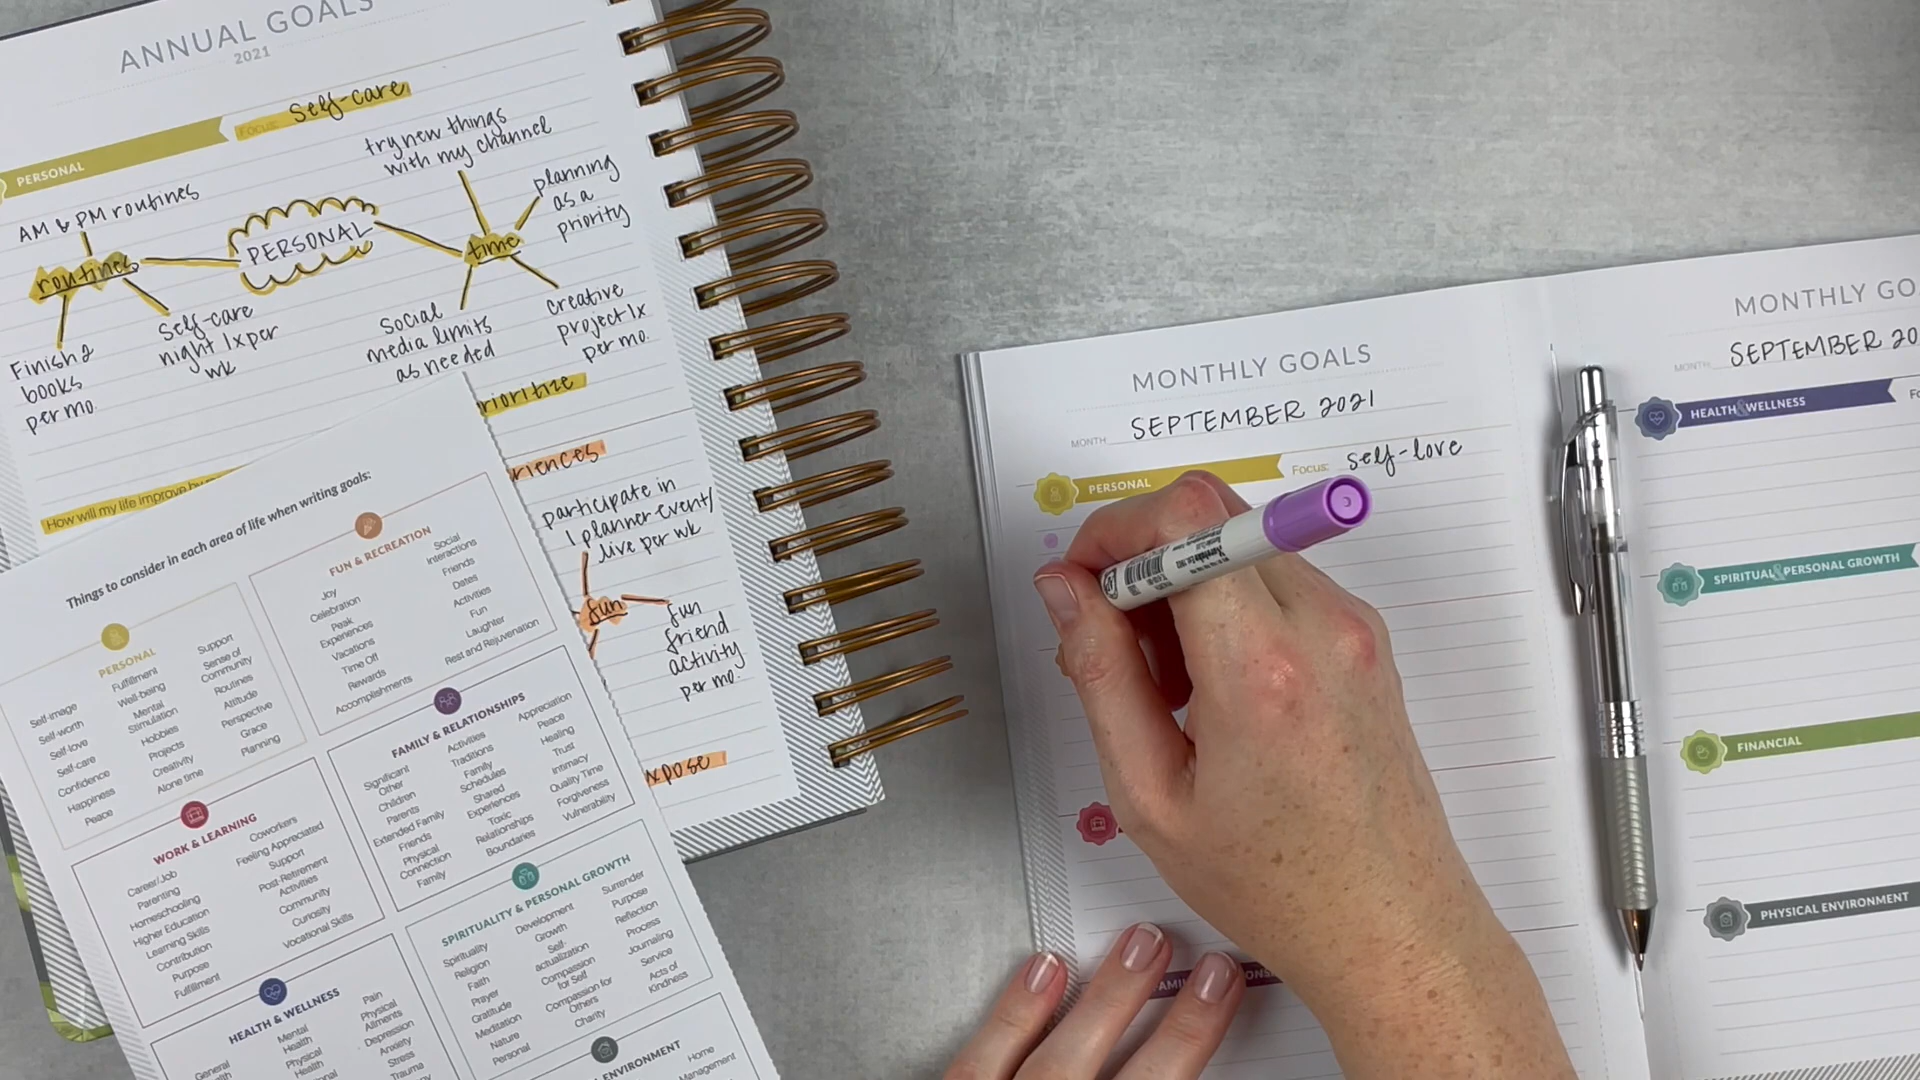 ANNUAL GOALS
2021
PERSONAL
Focus: self-care
AM & PM routines
routines
Finish 2
books
per mo.
Self-care
night 1x per
wk
PERSONAL
try new things
with my channel
time
planning
as a
priority
Social
media limits
as needed
creative
project 1x
per mo.
How will my life improve by
participate in
1 planner event/
live per wk
fun
fun
friend
activity
per mo.
Things to consider in each area of life when writing goals:
PERSONAL
Self-image
Self-worth
Self-love
Self-care
Confidence
Happiness
Peace
Fulfillment
Well-being
Mental
Stimulation
Hobbies
Projects
Creativity
Alone time
Support
Sense of
Community
Routines
Attitude
Perspective
Grace
Planning
FUN & RECREATION
Joy
Celebration
Peak
Experiences
Vacations
Time Off
Rewards
Accomplishments
Social
Interactions
Friends
Dates
Activities
Fun
Laughter
Rest and Rejuvenation
WORK & LEARNING
Career/Job
Parenting
Homeschooling
Higher Education
Learning Skills
Contribution
Purpose
Fulfillment
Coworkers
Feeling Appreciated
Support
Post-Retirement
Activities
Community
Curiosity
Vocational Skills
FAMILY & RELATIONSHIPS
Significant
Other
Children
Parents
Extended Family
Friends
Physical
Connection
Family
Activities
Traditions
Family
Schedules
Shared
Experiences
Toxic
Relationships
Boundaries
Appreciation
Peace
Healing
Trust
Intimacy
Quality Time
Forgiveness
Vulnerability
HEALTH & WELLNESS
General
Mental
Health
Physical
Health
Pain
Physical
Ailments
Depression
Anxiety
Stress
Trauma
SPIRITUALITY & PERSONAL GROWTH
Spirituality
Religion
Faith
Prayer
Gratitude
Meditation
Nature
Personal
Development
Growth
Self-
actualization
Compassion
for Self
Compassion for
Others
Charity
Surrender
Purpose
Reflection
Process
Journaling
Service
Acts of
Kindness
ENVIRONMENT
Home
Management
MONTHLY GOALS
MONTH SEPTEMBER 2021
PERSONAL
Focus: self-love
MONTHLY GO
MONTH SEPTEMBER 20
HEALTH & WELLNESS
SPIRITUAL & PERSONAL GROWTH
FINANCIAL
PHYSICAL ENVIRONMENT